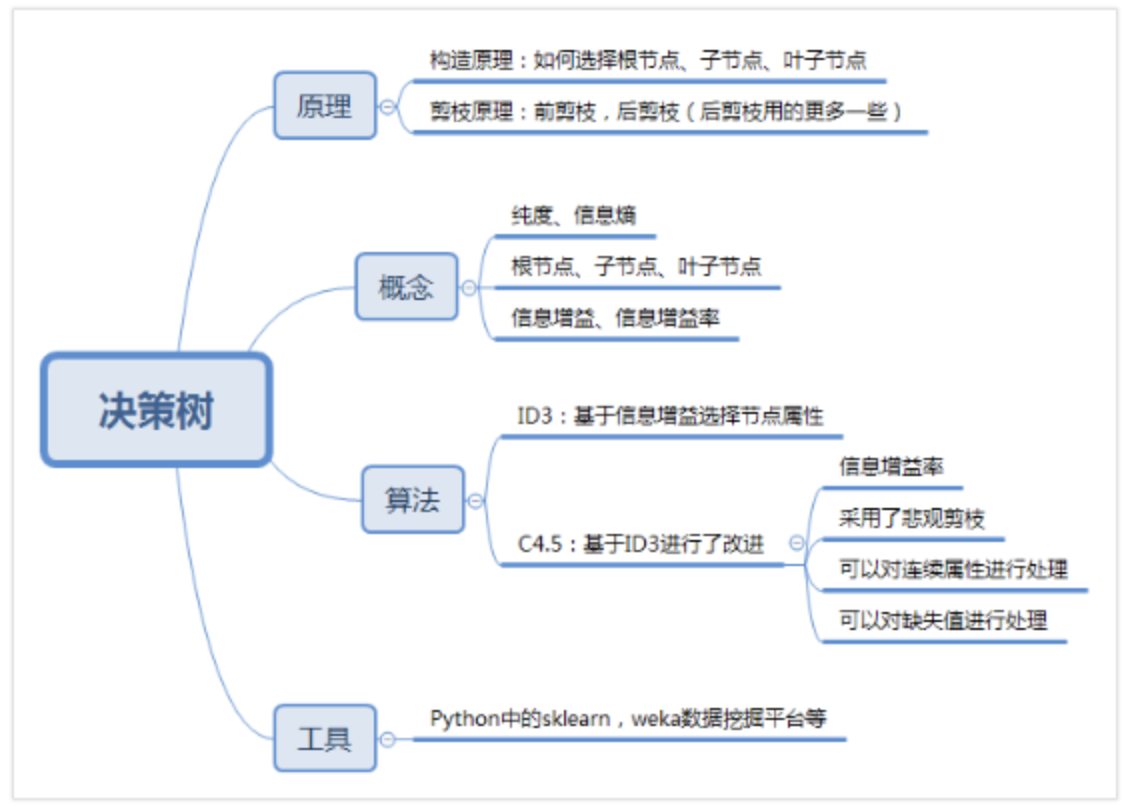 决策树
原理
构造原理：如何选择根节点、子节点、叶子节点
剪枝原理：前剪枝，后剪枝（后剪枝用的更多一些）
概念
纯度、信息熵
根节点、子节点、叶子节点
信息增益、信息增益率
算法
ID3：基于信息增益选择节点属性
C4.5：基于ID3进行了改进
信息增益率
采用了悲观剪枝
可以对连续属性进行处理
可以对缺失值进行处理
工具
Python中的sklearn，weka数据挖掘平台等